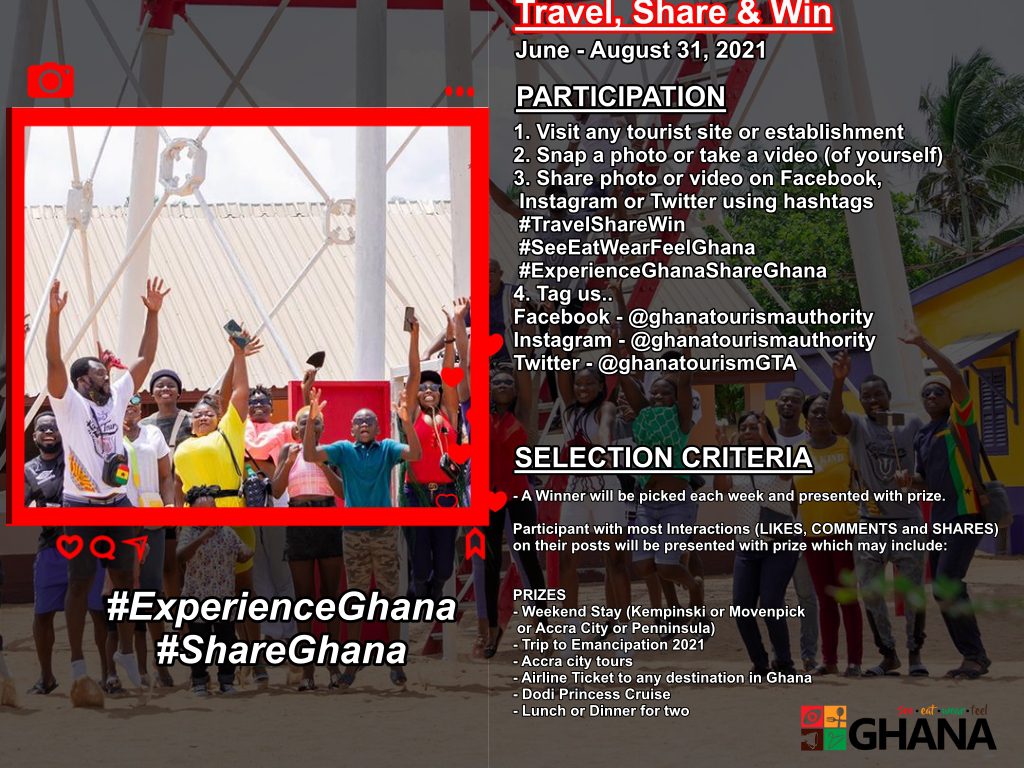 Travel, Share & Win
June - August 31, 2021
PARTICIPATION
1. Visit any tourist site or establishment
2. Snap a photo or take a video (of yourself)
3. Share photo or video on Facebook,
Instagram or Twitter using hashtags
#TravelShareWin
#SeeEatWearFeelGhana
#ExperienceGhanaShareGhana
4. Tag us..
Facebook - @ghanatourismauthority
Instagram - @ghanatourismauthority
Twitter - @ghanatourismGTA
SELECTION CRITERIA
- A Winner will be picked each week and presented with prize.
Participant with most Interactions (LIKES, COMMENTS and SHARES)
on their posts will be presented with prize which may include:
PRIZES
- Weekend Stay (Kempinski or Movenpick
or Accra City or Penninsula)
- Trip to Emancipation 2021
- Accra city tours
- Airline Ticket to any destination in Ghana
- Dodi Princess Cruise
- Lunch or Dinner for two
#ExperienceGhana
#ShareGhana
see•eat•wear•feel
GHANA